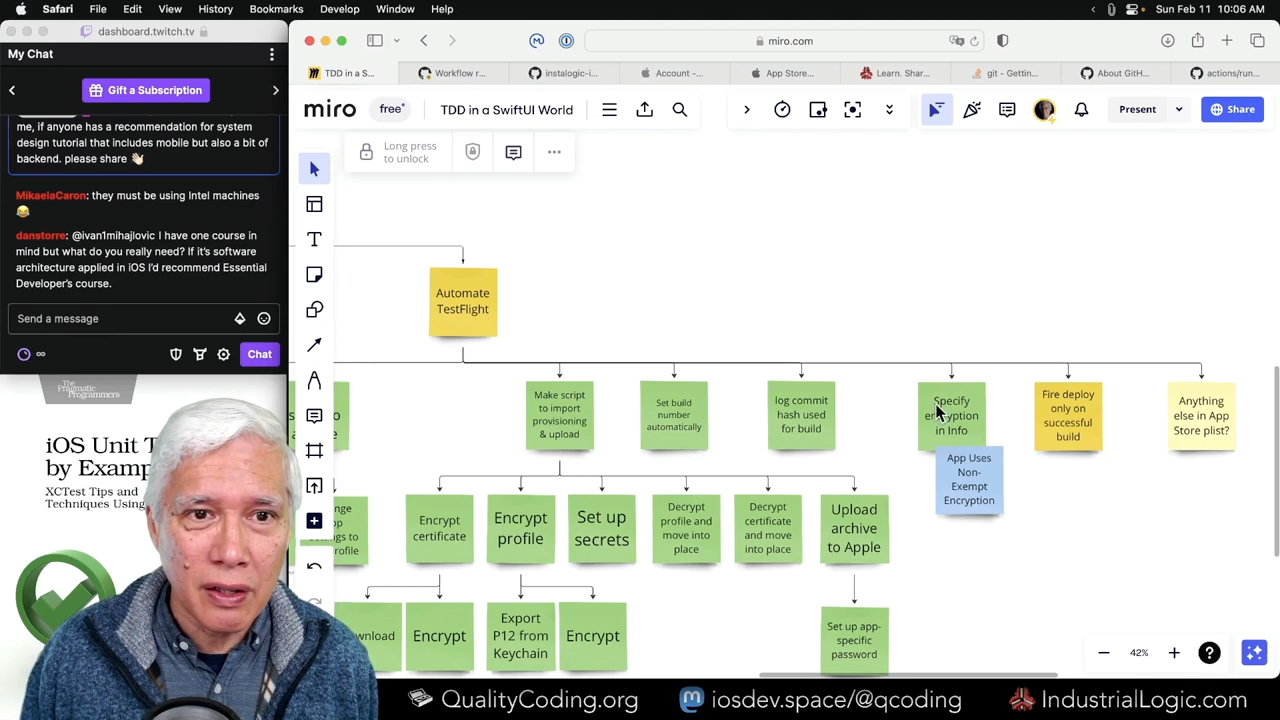 Safari File Edit View History Bookmarks Develop Window Help
Sun Feb 11 10:06 AM
dashboard.twitch.tv
My Chat
Gift a Subscription
me, if anyone has a recommendation for system
design tutorial that includes mobile but also a bit of
backend. please share 👋🏻
MikaelaCaron: they must be using Intel machines
😂
danstorre: @ivan1mihajlovic I have one course in
mind but what do you really need? If it's software
architecture applied in iOS I'd recommend Essential
Developer's course.
Send a message
∞
Chat
The
Pragmatic
Programmers
iOS Unit T
by Examp
XCTest Tips and
Techniques Using
miro.com
TDD in a S...
Workflow r...
instalogic-i...
Account -...
App Store...
Learn. Shar...
git - Gettin...
About GitH...
actions/run...
miro
free
TDD in a SwiftUI World
Present
Share
Long press
to unlock
Automate
TestFlight
Make script
to import
provisioning
& upload
Set build
number
automatically
log commit
hash used
for build
Specify
encryption
in Info
App Uses
Non-
Exempt
Encryption
Fire deploy
only on
successful
build
Anything
else in App
Store plist?
Encrypt
certificate
Encrypt
profile
Set up
secrets
Decrypt
profile and
move into
place
Decrypt
certificate
and move
into place
Upload
archive
to Apple
Encrypt
Export
P12 from
Keychain
Encrypt
Set up app-
specific
password
42%
QualityCoding.org
iosdev.space/@qcoding
IndustrialLogic.com